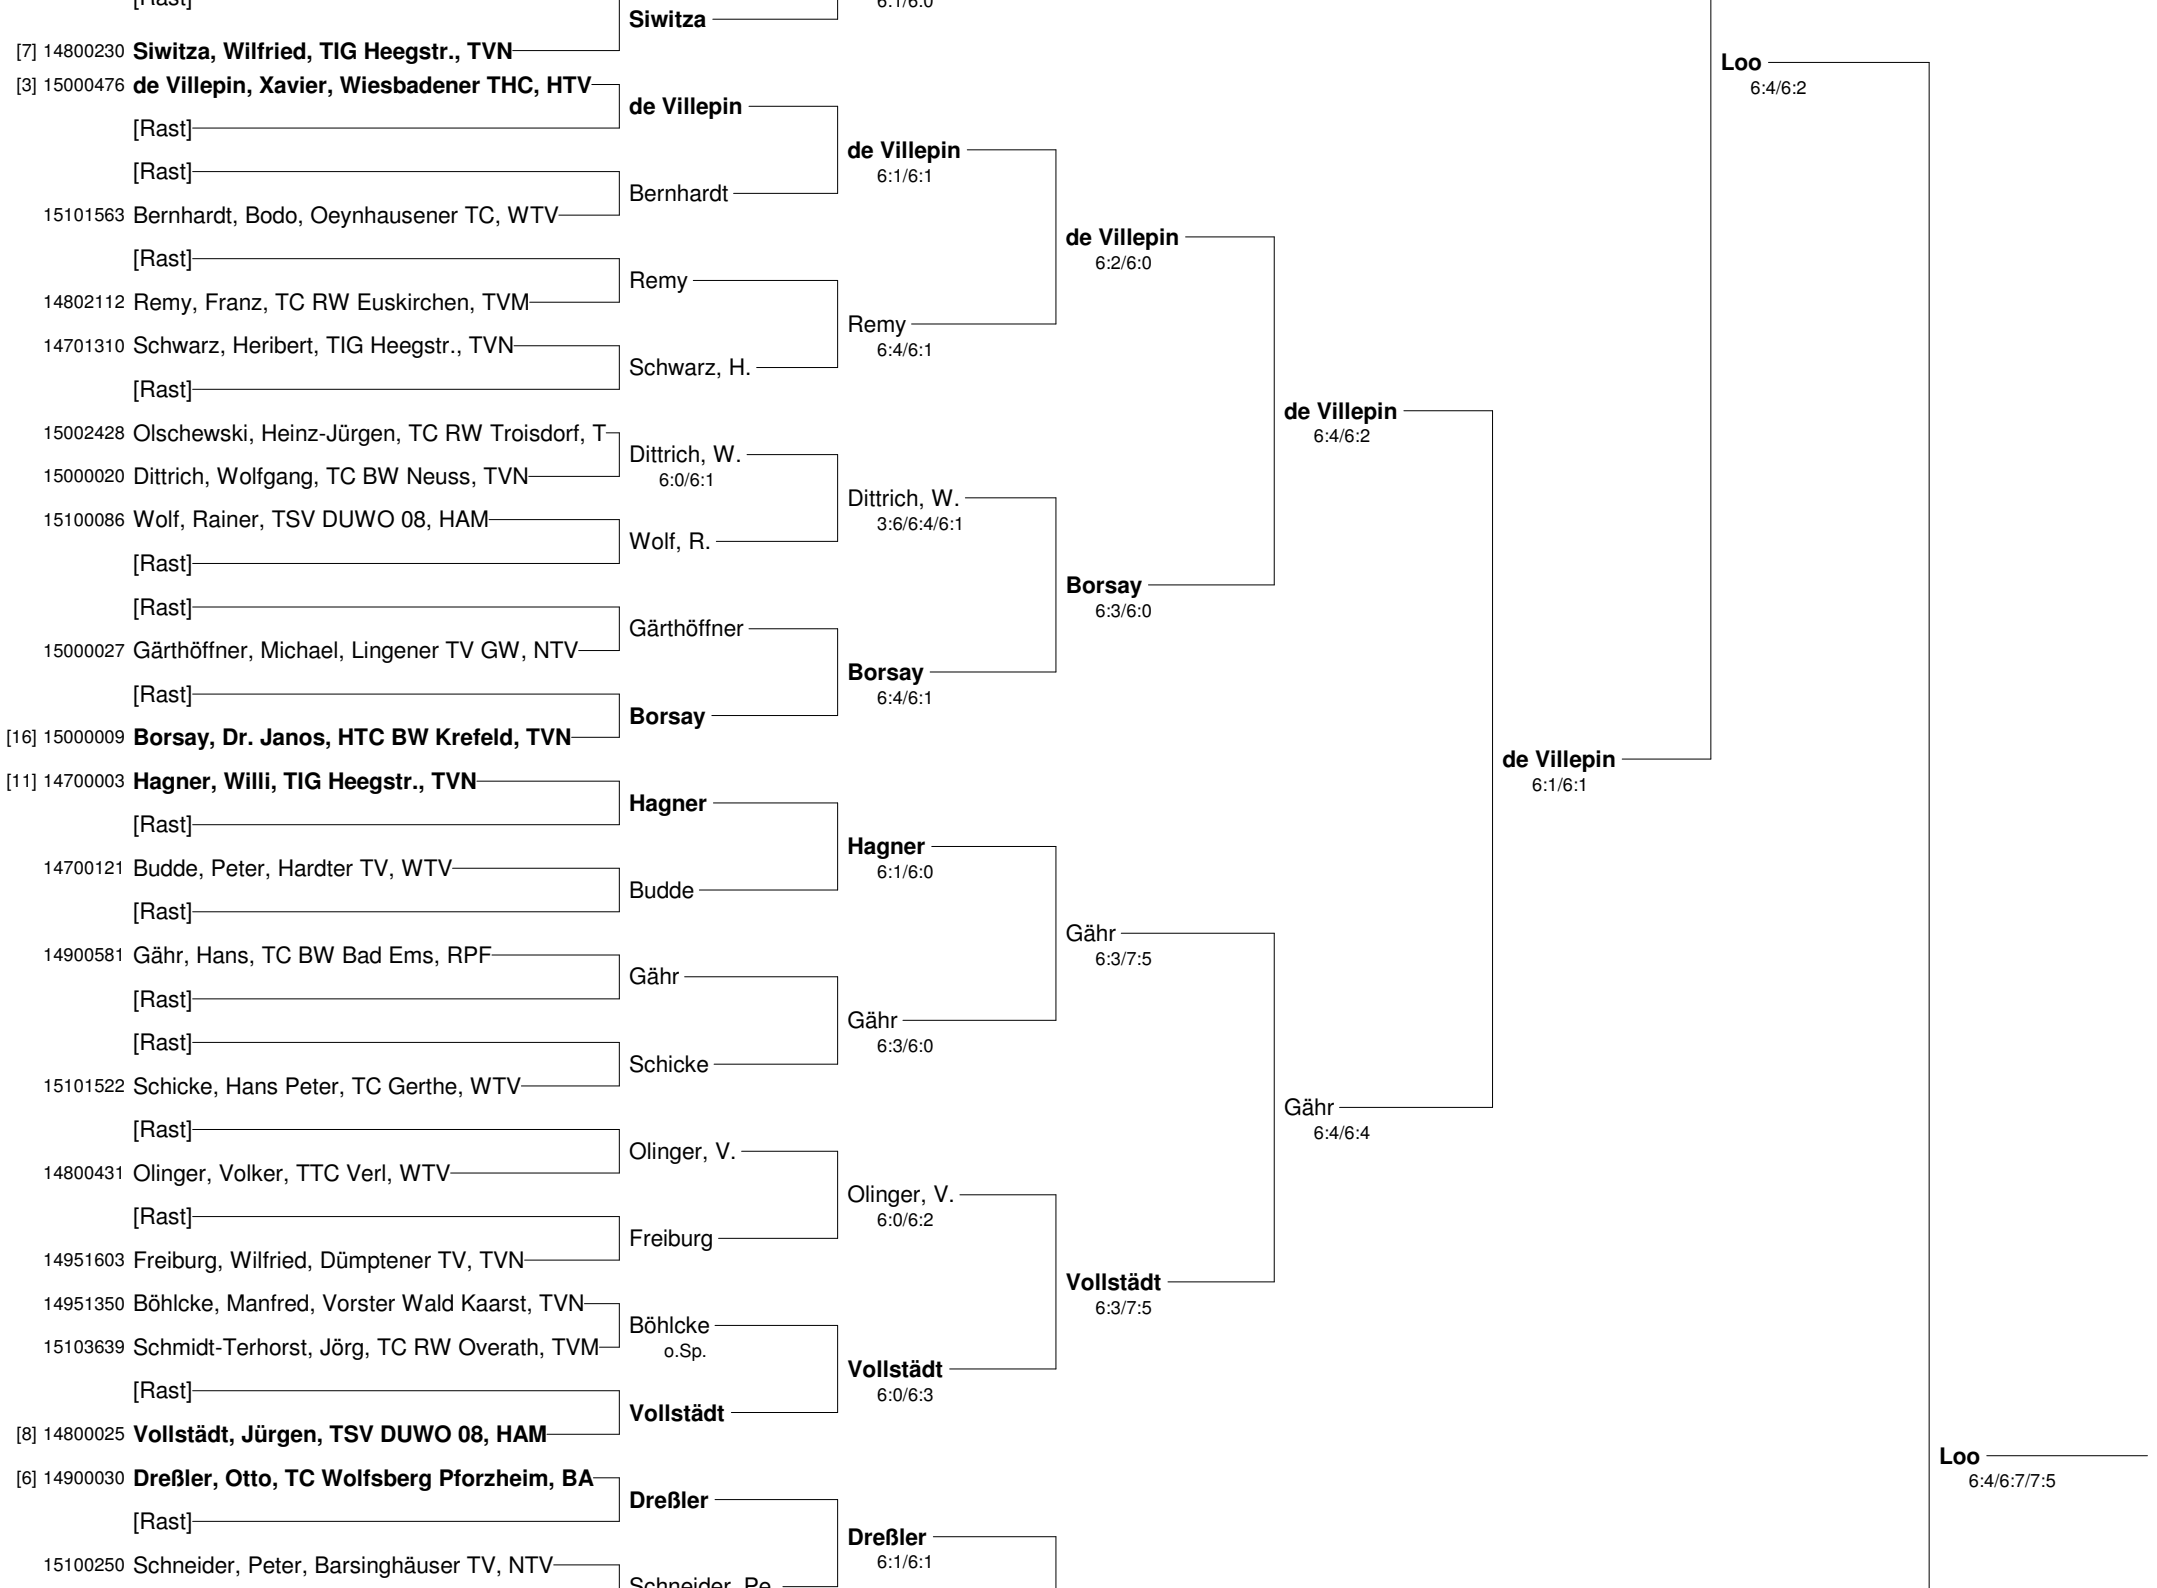 [Rast]
6:1/6:0
Siwitza
[7] 14800230 Siwitza, Wilfried, TIG Heegstr., TVN
Loo
6:4/6:2
[3] 15000476 de Villepin, Xavier, Wiesbadener THC, HTV
de Villepin
[Rast]
de Villepin
6:1/6:1
[Rast]
Bernhardt
15101563 Bernhardt, Bodo, Oeynhausener TC, WTV
de Villepin
6:2/6:0
[Rast]
Remy
14802112 Remy, Franz, TC RW Euskirchen, TVM
Remy
6:4/6:1
14701310 Schwarz, Heribert, TIG Heegstr., TVN
Schwarz, H.
[Rast]
de Villepin
6:4/6:2
15002428 Olschewski, Heinz-Jürgen, TC RW Troisdorf, T
Dittrich, W.
6:0/6:1
15000020 Dittrich, Wolfgang, TC BW Neuss, TVN
Dittrich, W.
3:6/6:4/6:1
15100086 Wolf, Rainer, TSV DUWO 08, HAM
Wolf, R.
[Rast]
Borsay
6:3/6:0
[Rast]
Gärthöffner
15000027 Gärthöffner, Michael, Lingener TV GW, NTV
Borsay
6:4/6:1
[Rast]
Borsay
[16] 15000009 Borsay, Dr. Janos, HTC BW Krefeld, TVN
de Villepin
6:1/6:1
[11] 14700003 Hagner, Willi, TIG Heegstr., TVN
Hagner
[Rast]
Hagner
6:1/6:0
14700121 Budde, Peter, Hardter TV, WTV
Budde
[Rast]
Gähr
6:3/7:5
14900581 Gähr, Hans, TC BW Bad Ems, RPF
Gähr
[Rast]
Gähr
6:3/6:0
[Rast]
Schicke
15101522 Schicke, Hans Peter, TC Gerthe, WTV
Gähr
6:4/6:4
[Rast]
Olinger, V.
14800431 Olinger, Volker, TTC Verl, WTV
Olinger, V.
6:0/6:2
[Rast]
Freiburg
14951603 Freiburg, Wilfried, Dümptener TV, TVN
Vollstädt
6:3/7:5
14951350 Böhlcke, Manfred, Vorster Wald Kaarst, TVN
Böhlcke
o.Sp.
15103639 Schmidt-Terhorst, Jörg, TC RW Overath, TVM
Vollstädt
6:0/6:3
[Rast]
Vollstädt
[8] 14800025 Vollstädt, Jürgen, TSV DUWO 08, HAM
Loo
6:4/6:7/7:5
[6] 14900030 Dreßler, Otto, TC Wolfsberg Pforzheim, BA
Dreßler
[Rast]
Dreßler
6:1/6:1
15100250 Schneider, Peter, Barsinghäuser TV, NTV
Schneider, Pe.